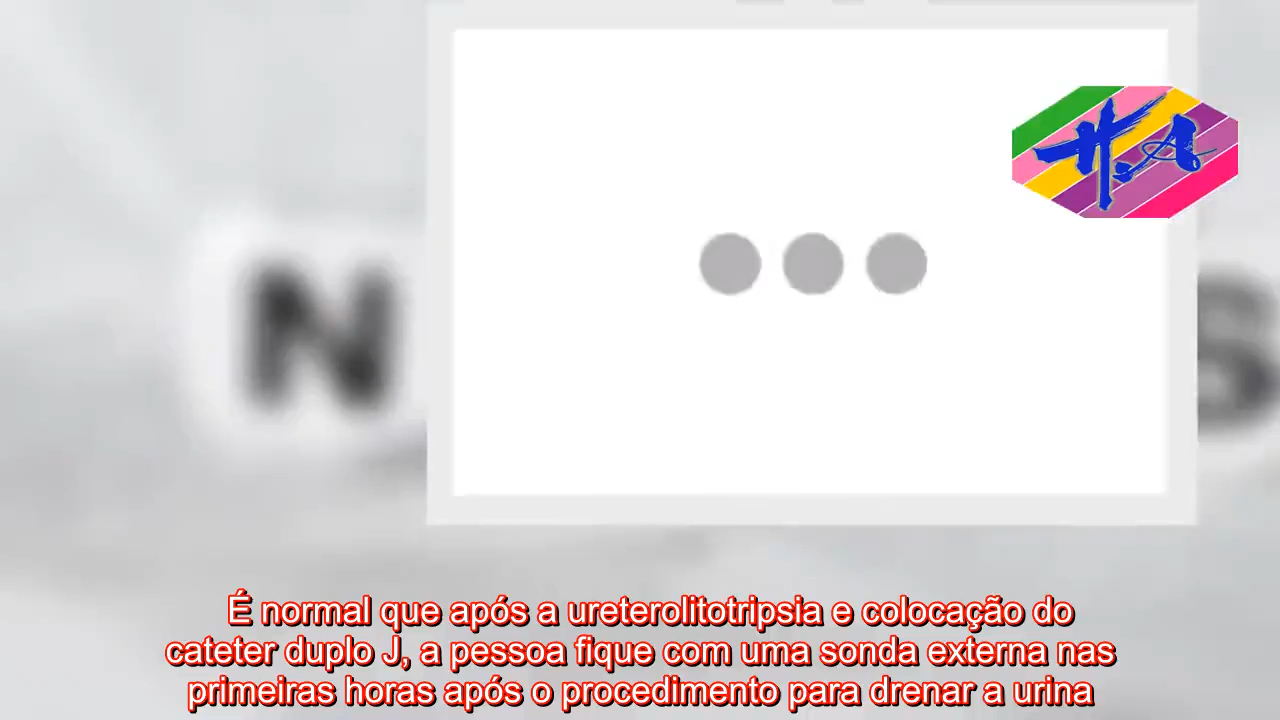 H.A
N
S
É normal que após a ureterolitotripsia e colocação do
cateter duplo J, a pessoa fique com uma sonda externa nas
primeiras horas após o procedimento para drenar a urina